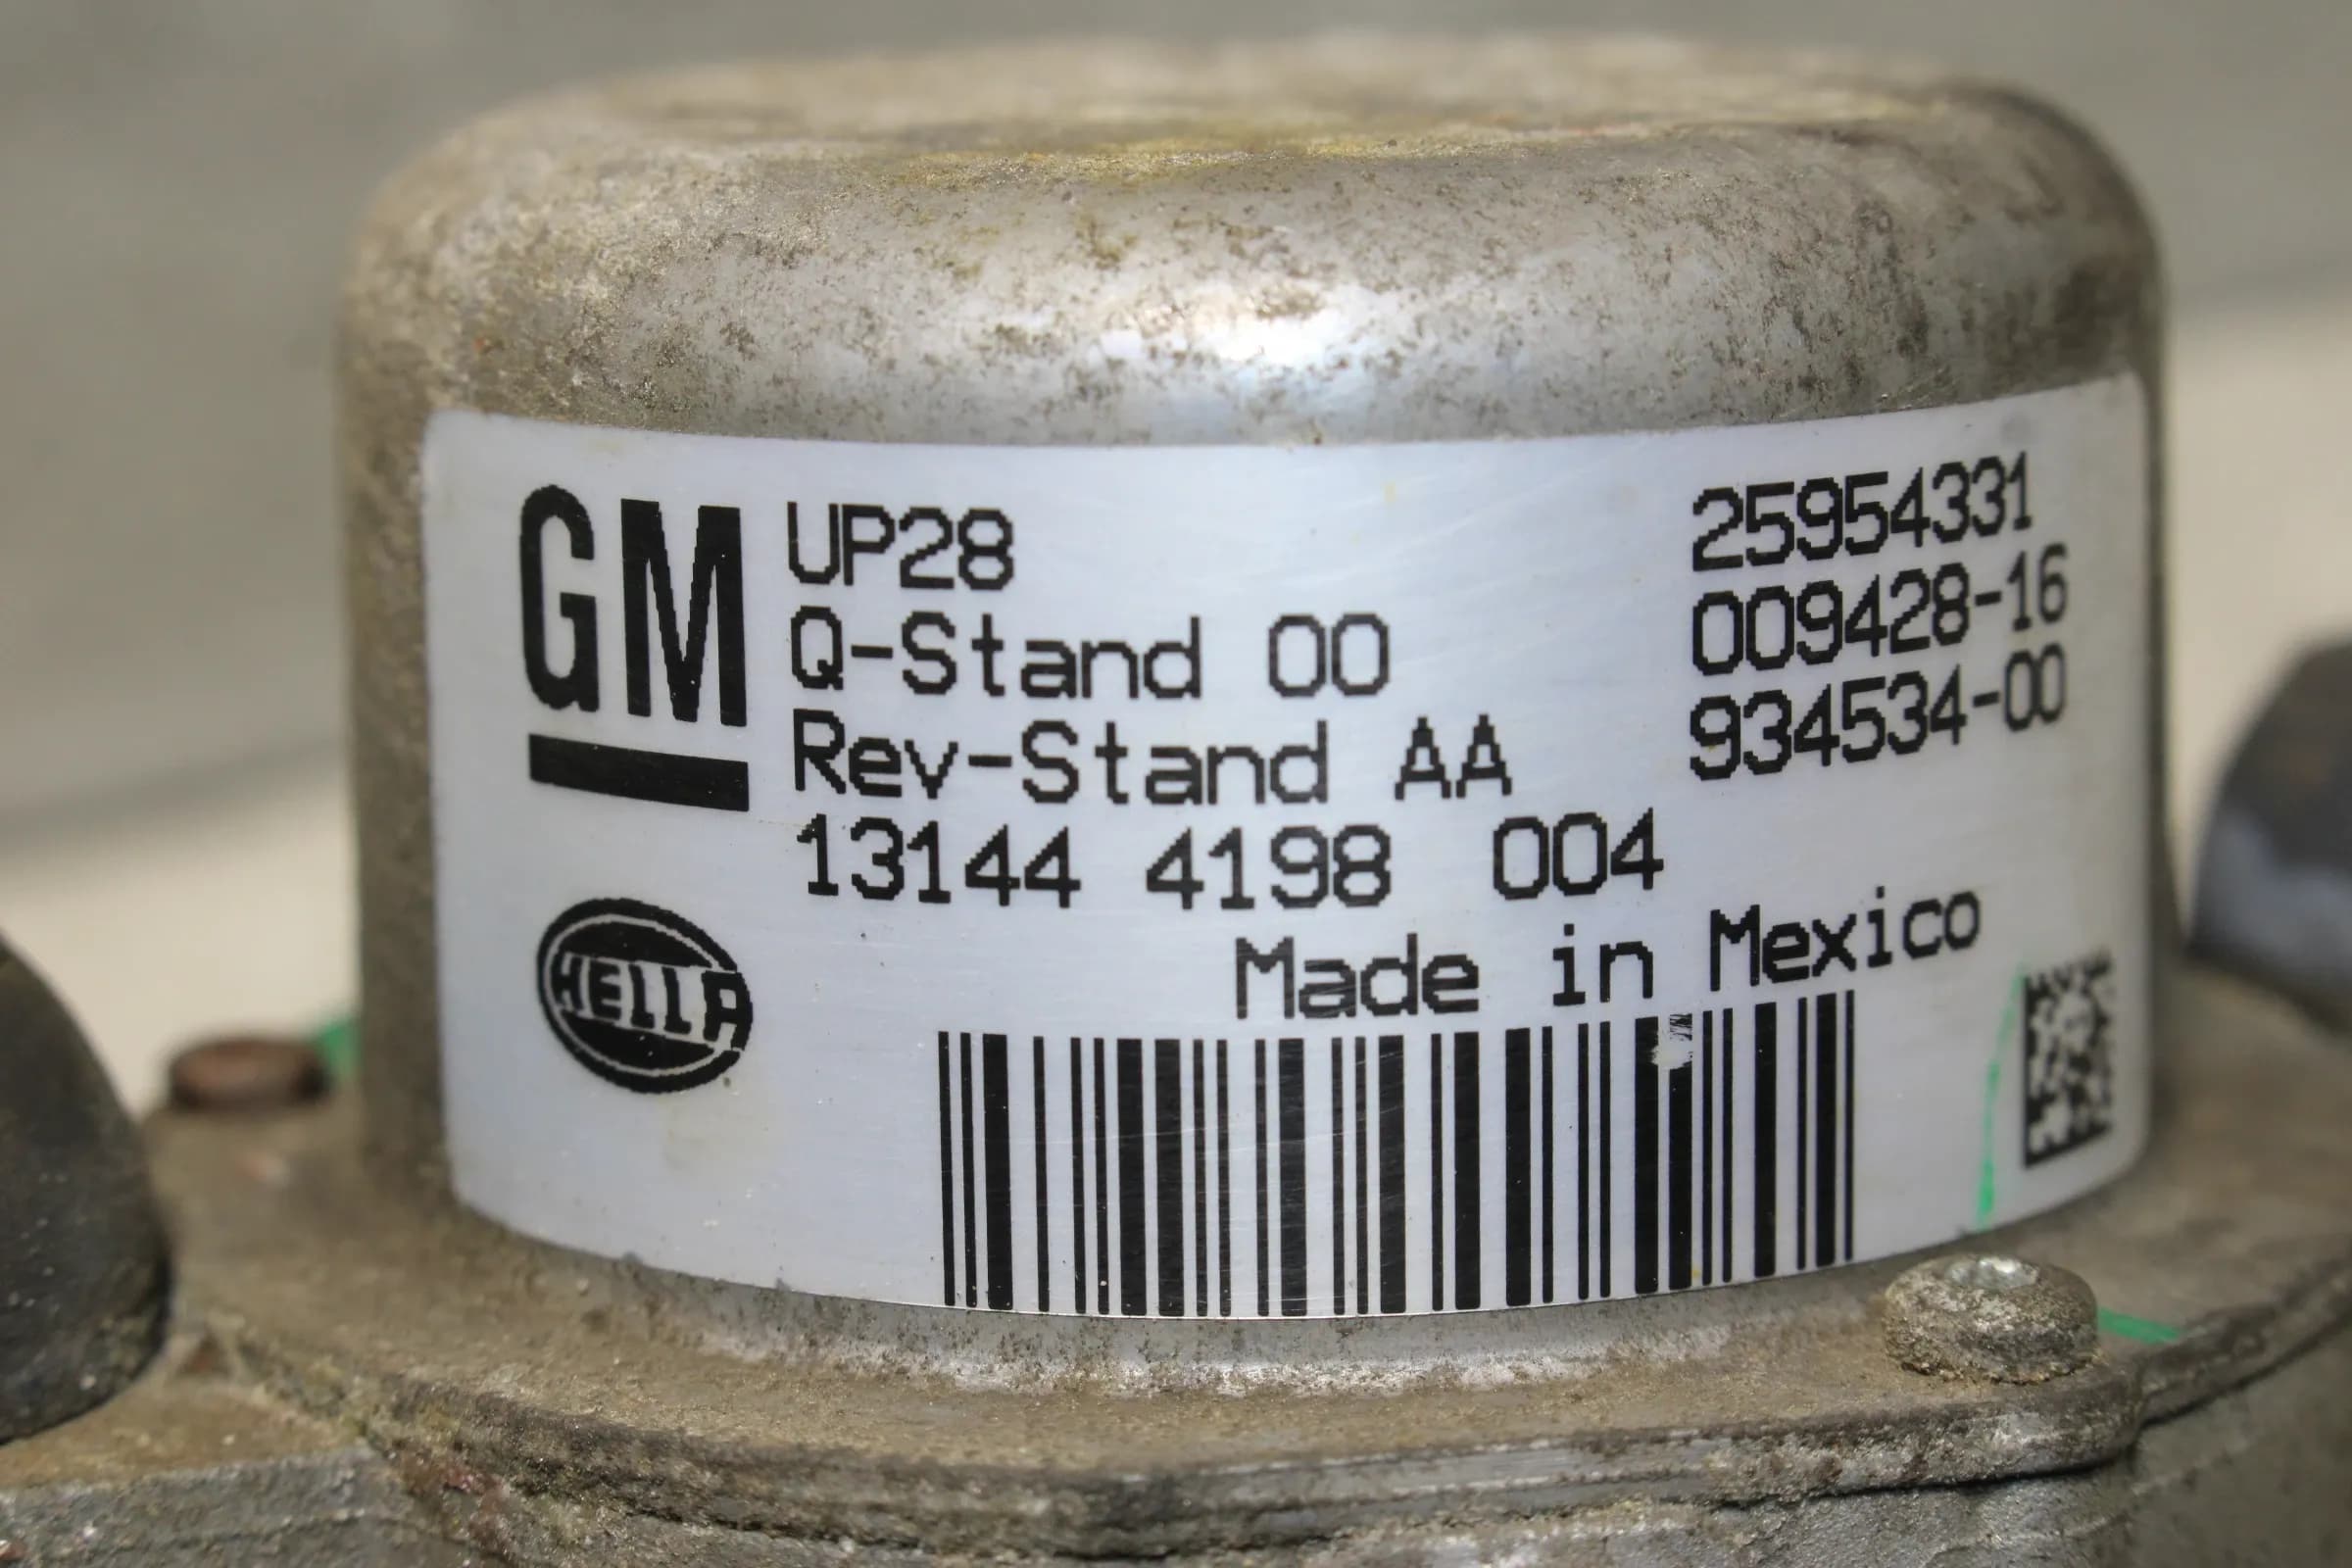 GM
UP28
Q-Stand 00
Rev-Stand AA
13144 4198 004
25954331
009428-16
934534-00
Made in Mexico
HELLA